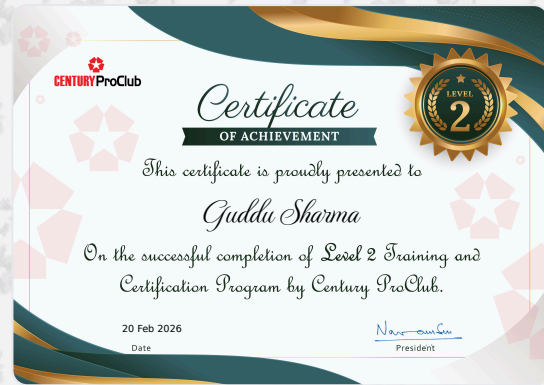 CENTURY ProClub
LEVEL
2
Certificate
OF ACHIEVEMENT
This certificate is proudly presented to
Guddu Sharma
On the successful completion of Level 2 Training and
Certification Program by Century ProClub.
20 Feb 2026
Date
President